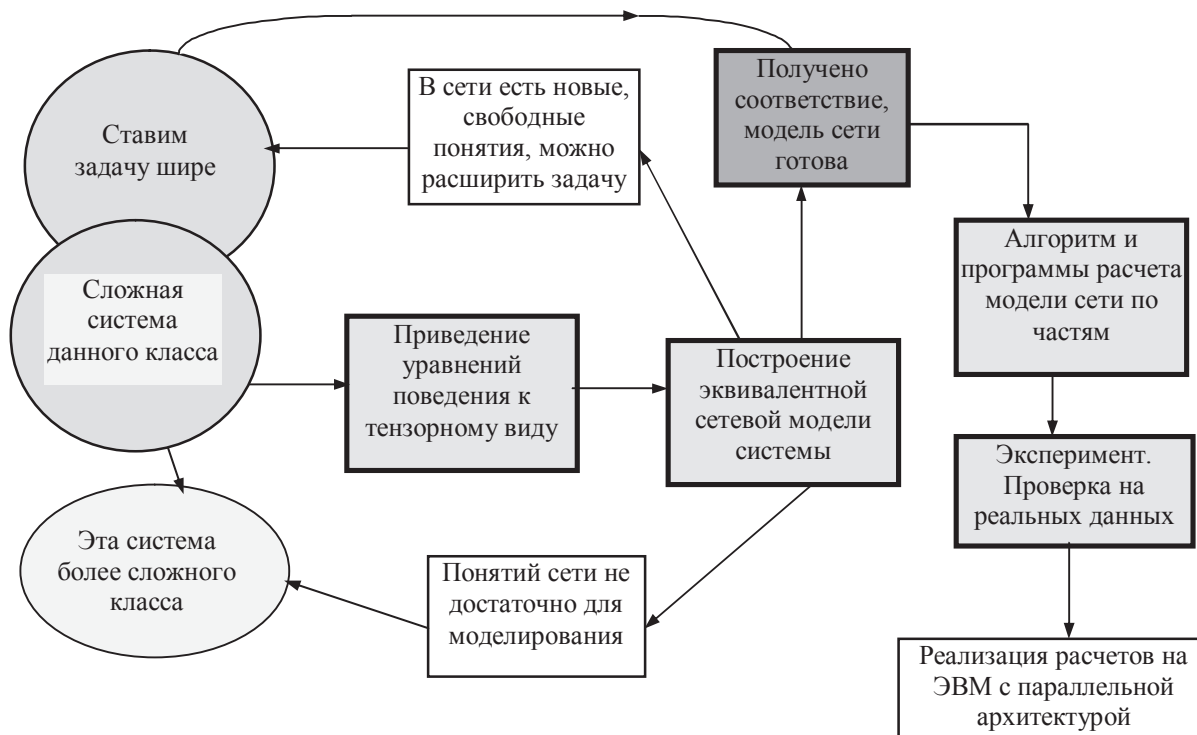 Ставим
задачу шире
В сети есть новые,
свободные
понятия, можно
расширить задачу
Получено
соответствие,
модель сети
готова
Сложная
система
данного класса
Приведение
уравнений
поведения к
тензорному виду
Построение
эквивалентной
сетевой модели
системы
Алгоритм и
программы расчета
модели сети по
частям
Эксперимент.
Проверка на
реальных данных
Эта система
более сложного
класса
Понятий сети не
достаточно для
моделирования
Реализация расчетов на
ЭВМ с параллельной
архитектурой